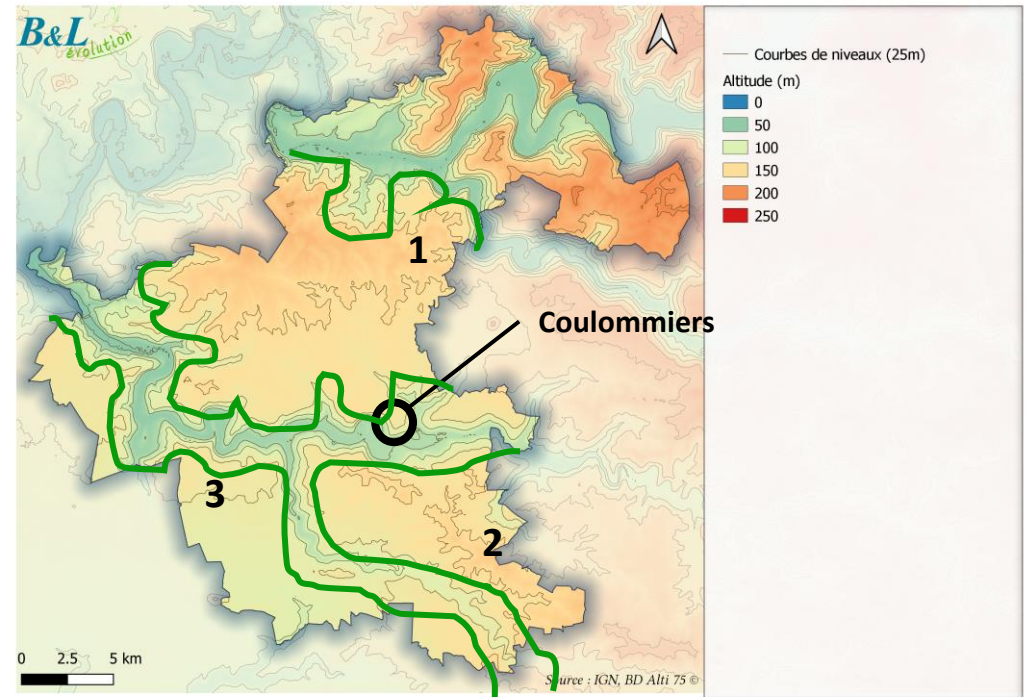 B&L
évolution
Courbes de niveaux (25m)
Altitude (m)
0
50
100
150
200
250
1
Coulommiers
3
2
0 2.5 5 km
Source : IGN, BD Alti 75 ©